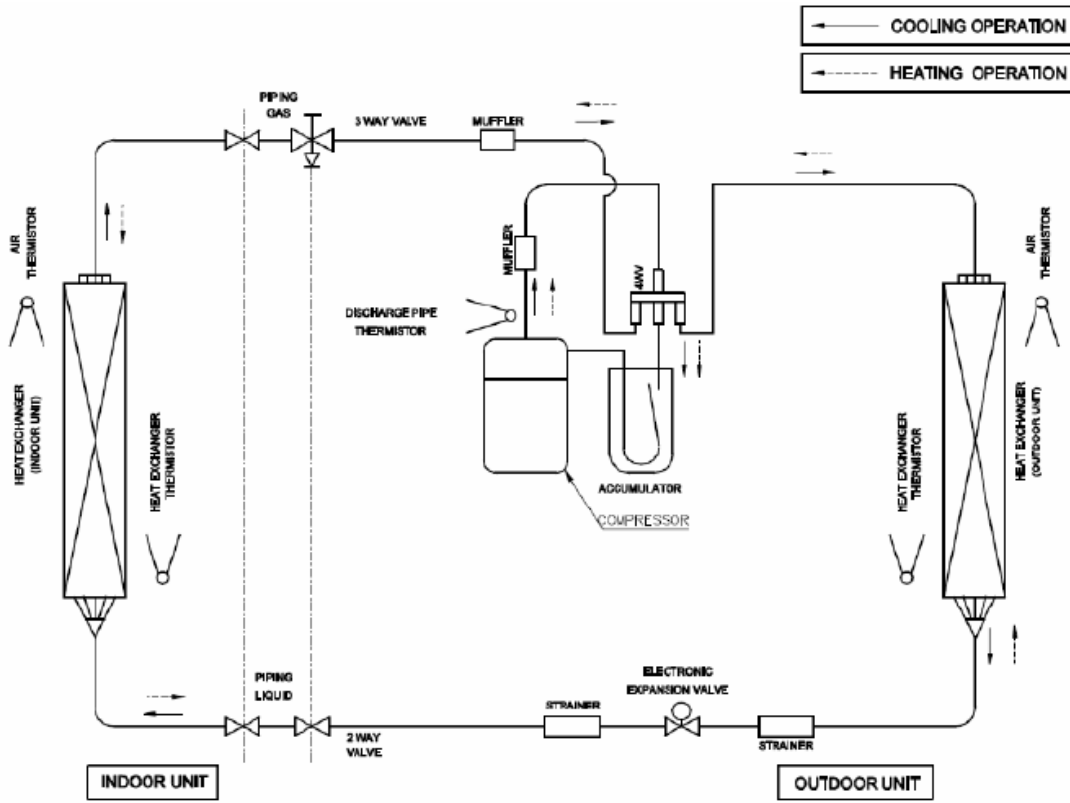 COOLING OPERATION
HEATING OPERATION
PIPING
GAS
3 WAY VALVE
MUFFLER
MUFFLER
4WV
AIR
THERMISTOR
AIR
THERMISTOR
DISCHARGE PIPE
THERMISTOR
HEAT EXCHANGER
(INDOOR UNIT)
HEAT EXCHANGER
THERMISTOR
HEAT EXCHANGER
THERMISTOR
HEAT EXCHANGER
(OUTDOOR UNIT)
ACCUMULATOR
COMPRESSOR
PIPING
LIQUID
2 WAY
VALVE
STRAINER
ELECTRONIC
EXPANSION VALVE
STRAINER
INDOOR UNIT
OUTDOOR UNIT